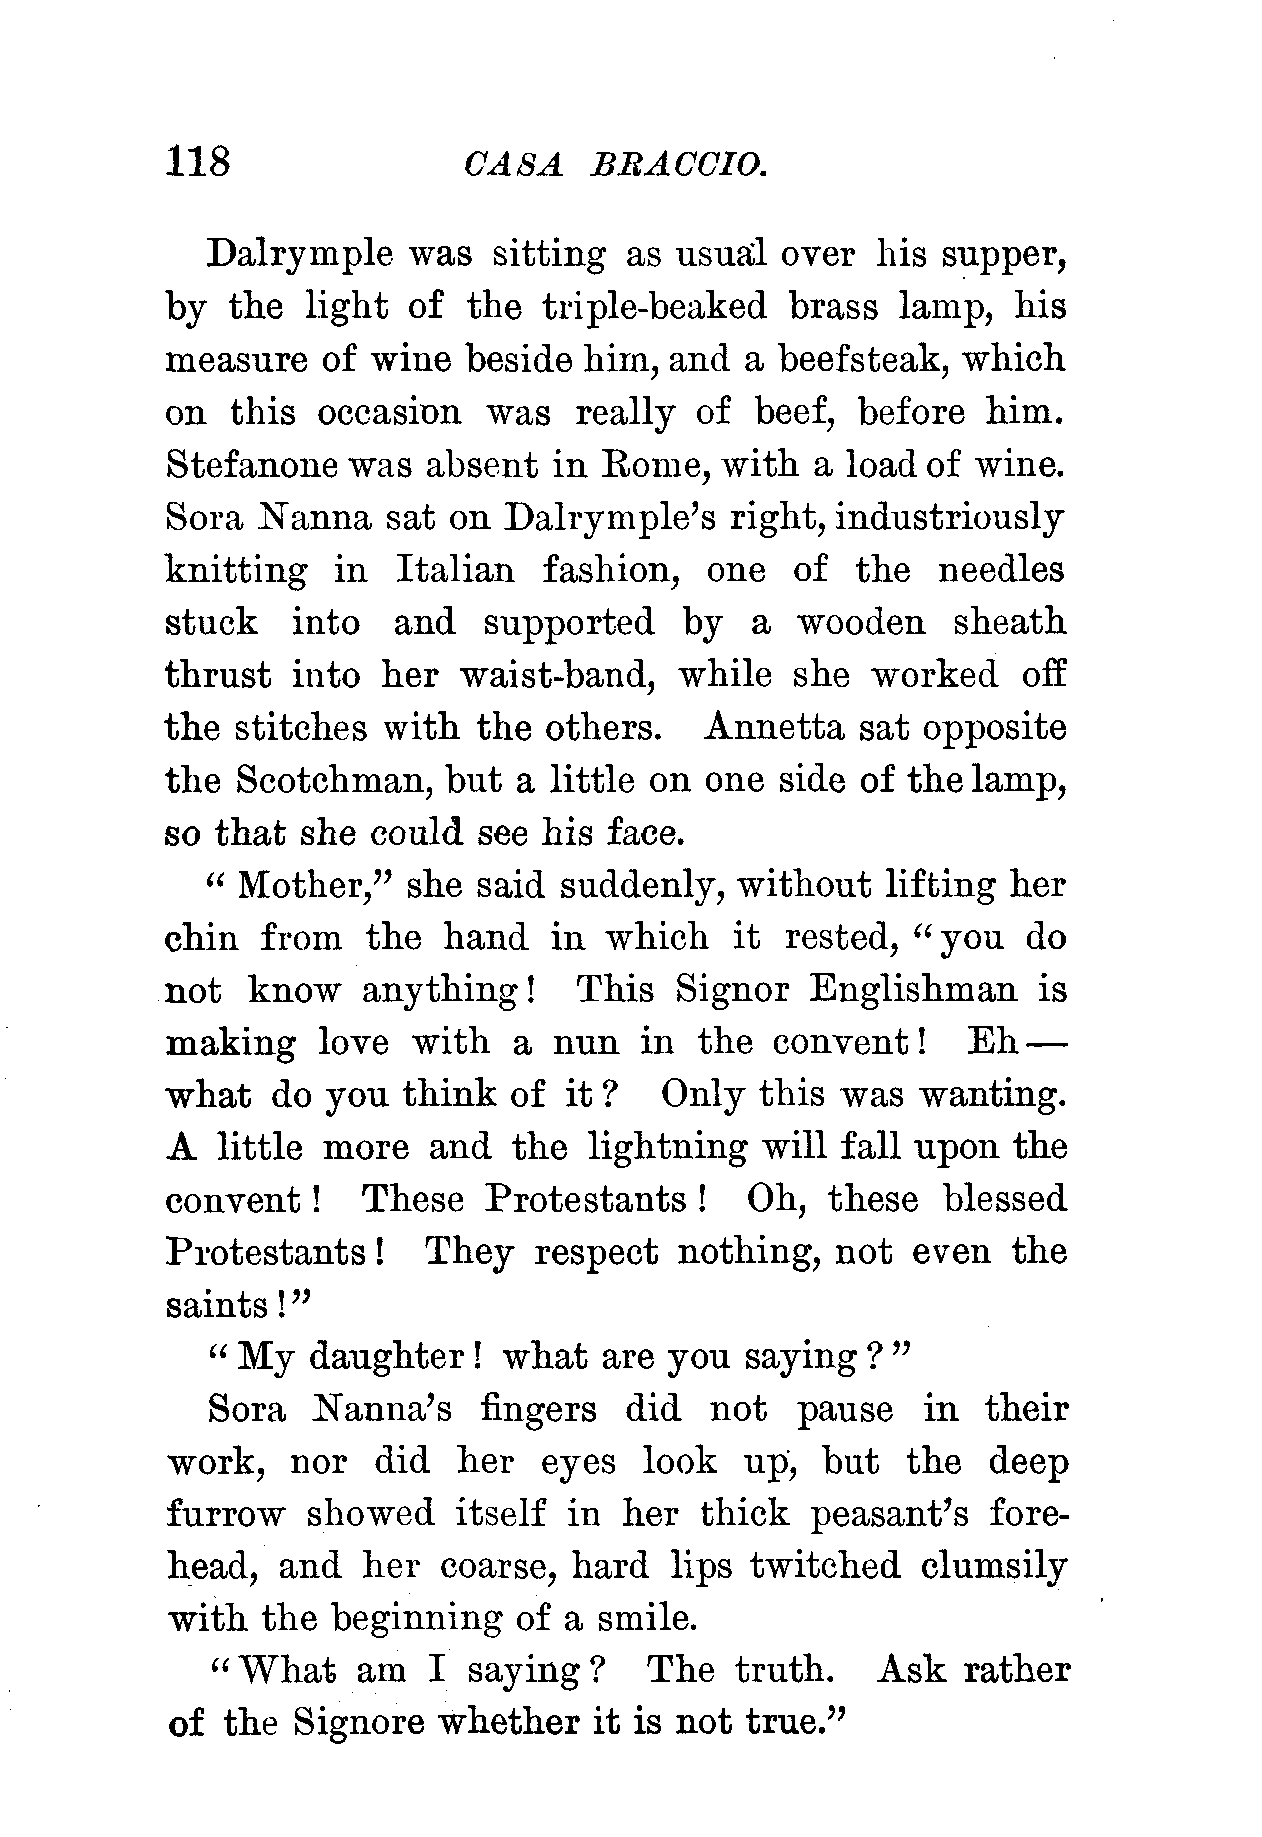 118 CASA BRACCIO.
Dalrymple was sitting as usual over his supper,
by the light of the triple-beaked brass lamp, his
measure of wine beside him, and a beefsteak, which
on this occasion was really of beef, before him.
Stefanone was absent in Rome, with a load of wine.
Sora Nanna sat on Dalrymple's right, industriously
knitting in Italian fashion, one of the needles
stuck into and supported by a wooden sheath
thrust into her waist-band, while she worked off
the stitches with the others. Annetta sat opposite
the Scotchman, but a little on one side of the lamp,
so that she could see his face.
“Mother,” she said suddenly, without lifting her
chin from the hand in which it rested, “you do
not know anything! This Signor Englishman is
making love with a nun in the convent! Eh—
what do you think of it? Only this was wanting.
A little more and the lightning will fall upon the
convent! These Protestants! Oh, these blessed
Protestants! They respect nothing, not even the
saints!”
“My daughter! what are you saying?”
Sora Nanna's fingers did not pause in their
work, nor did her eyes look up, but the deep
furrow showed itself in her thick peasant's fore-
head, and her coarse, hard lips twitched clumsily
with the beginning of a smile.
“What am I saying? The truth. Ask rather
of the Signore whether it is not true.”